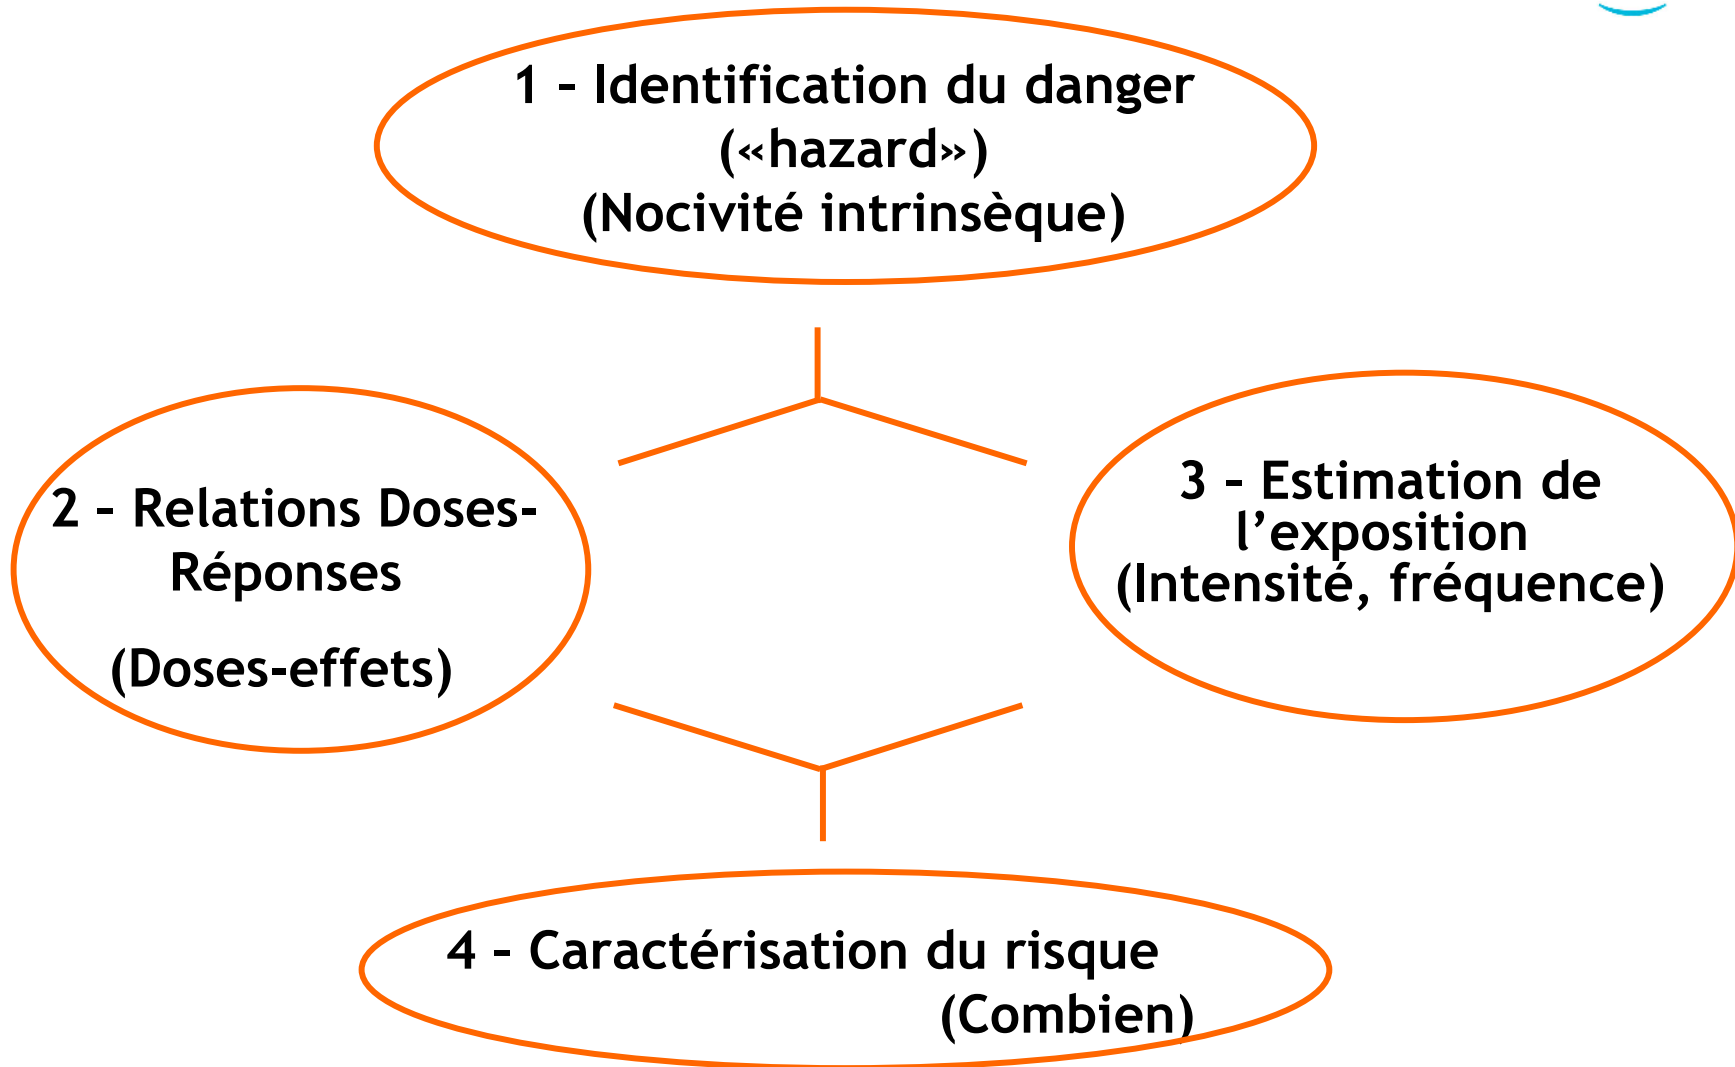 1 – Identification du danger
(«hazard»)
(Nocivité intrinsèque)
2 – Relations Doses-
Réponses
(Doses-effets)
3 – Estimation de
l’exposition
(Intensité, fréquence)
4 – Caractérisation du risque
(Combien)